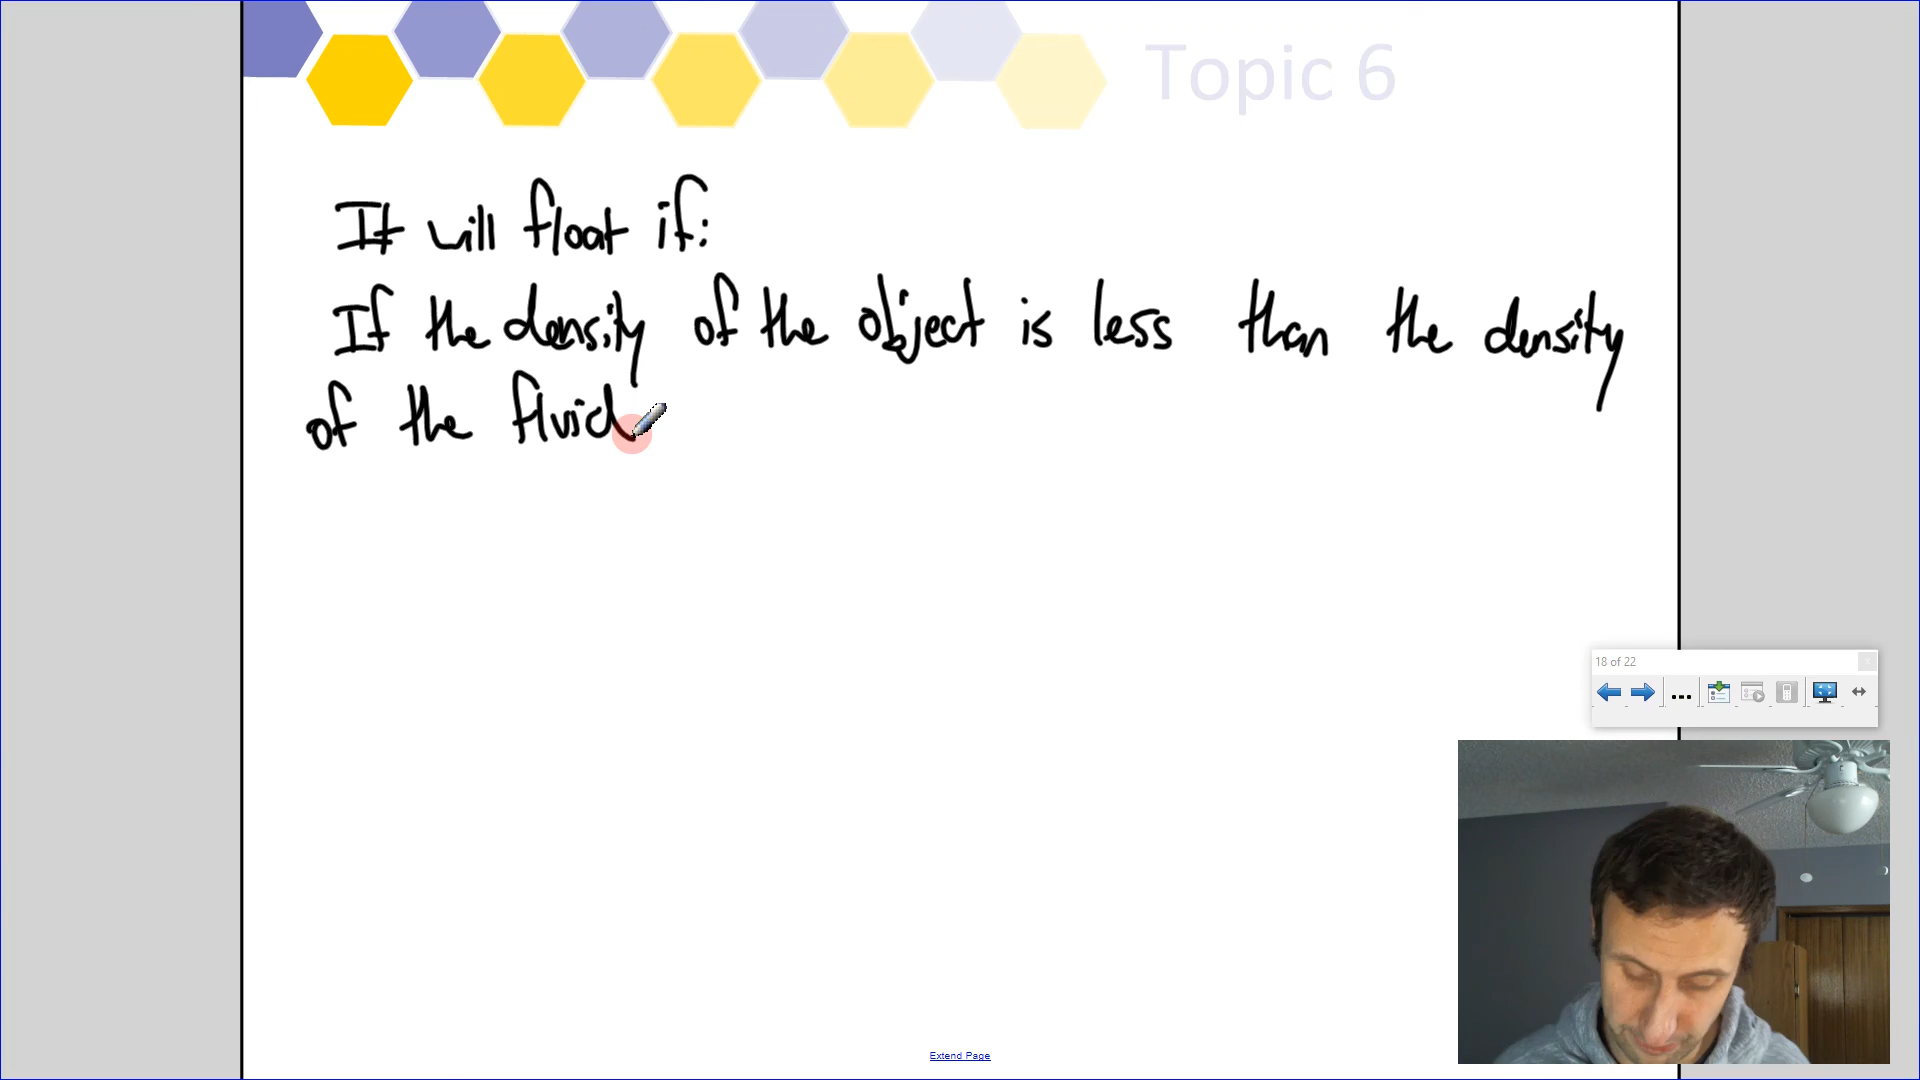 Topic 6
It will float if:
If the density of the object is less than the density
of the fluid
18 of 22
Extend Page